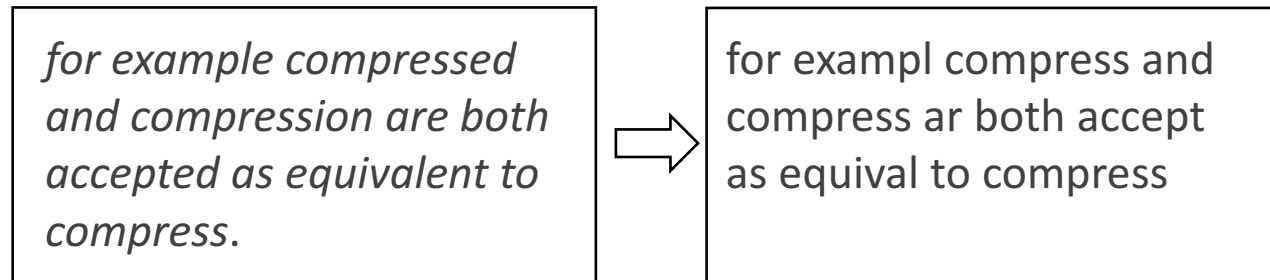 for example compressed
and compression are both
accepted as equivalent to
compress.
for exampl compress and
compress ar both accept
as equival to compress